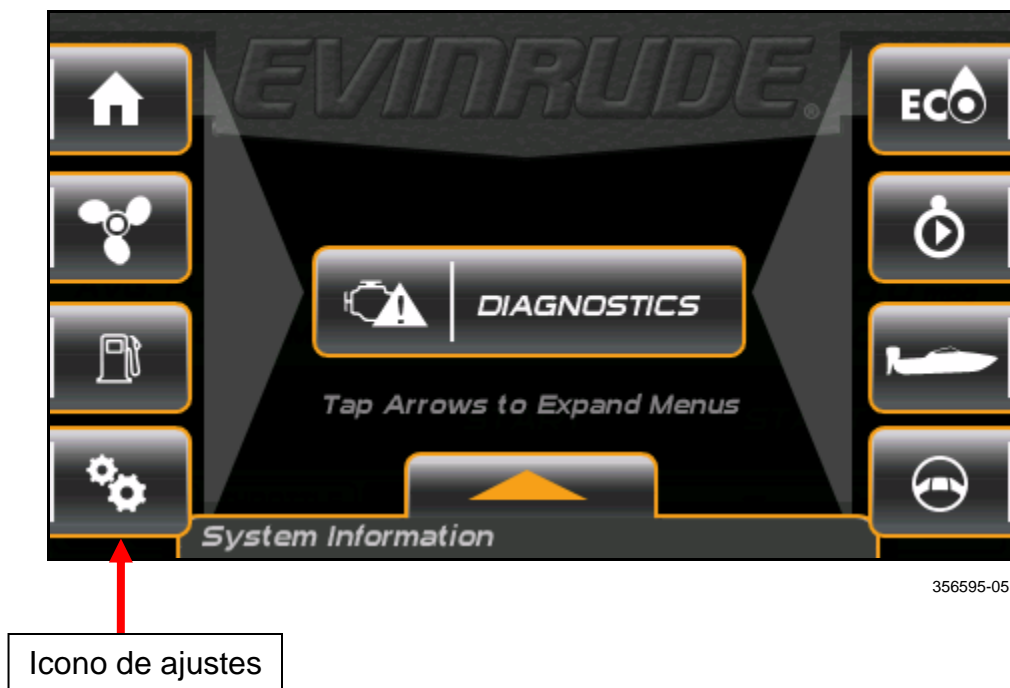 EVINRUDE®
ECO
DIAGNOSTICS
Tap Arrows to Expand Menus
System Information
356595-05
Icono de ajustes